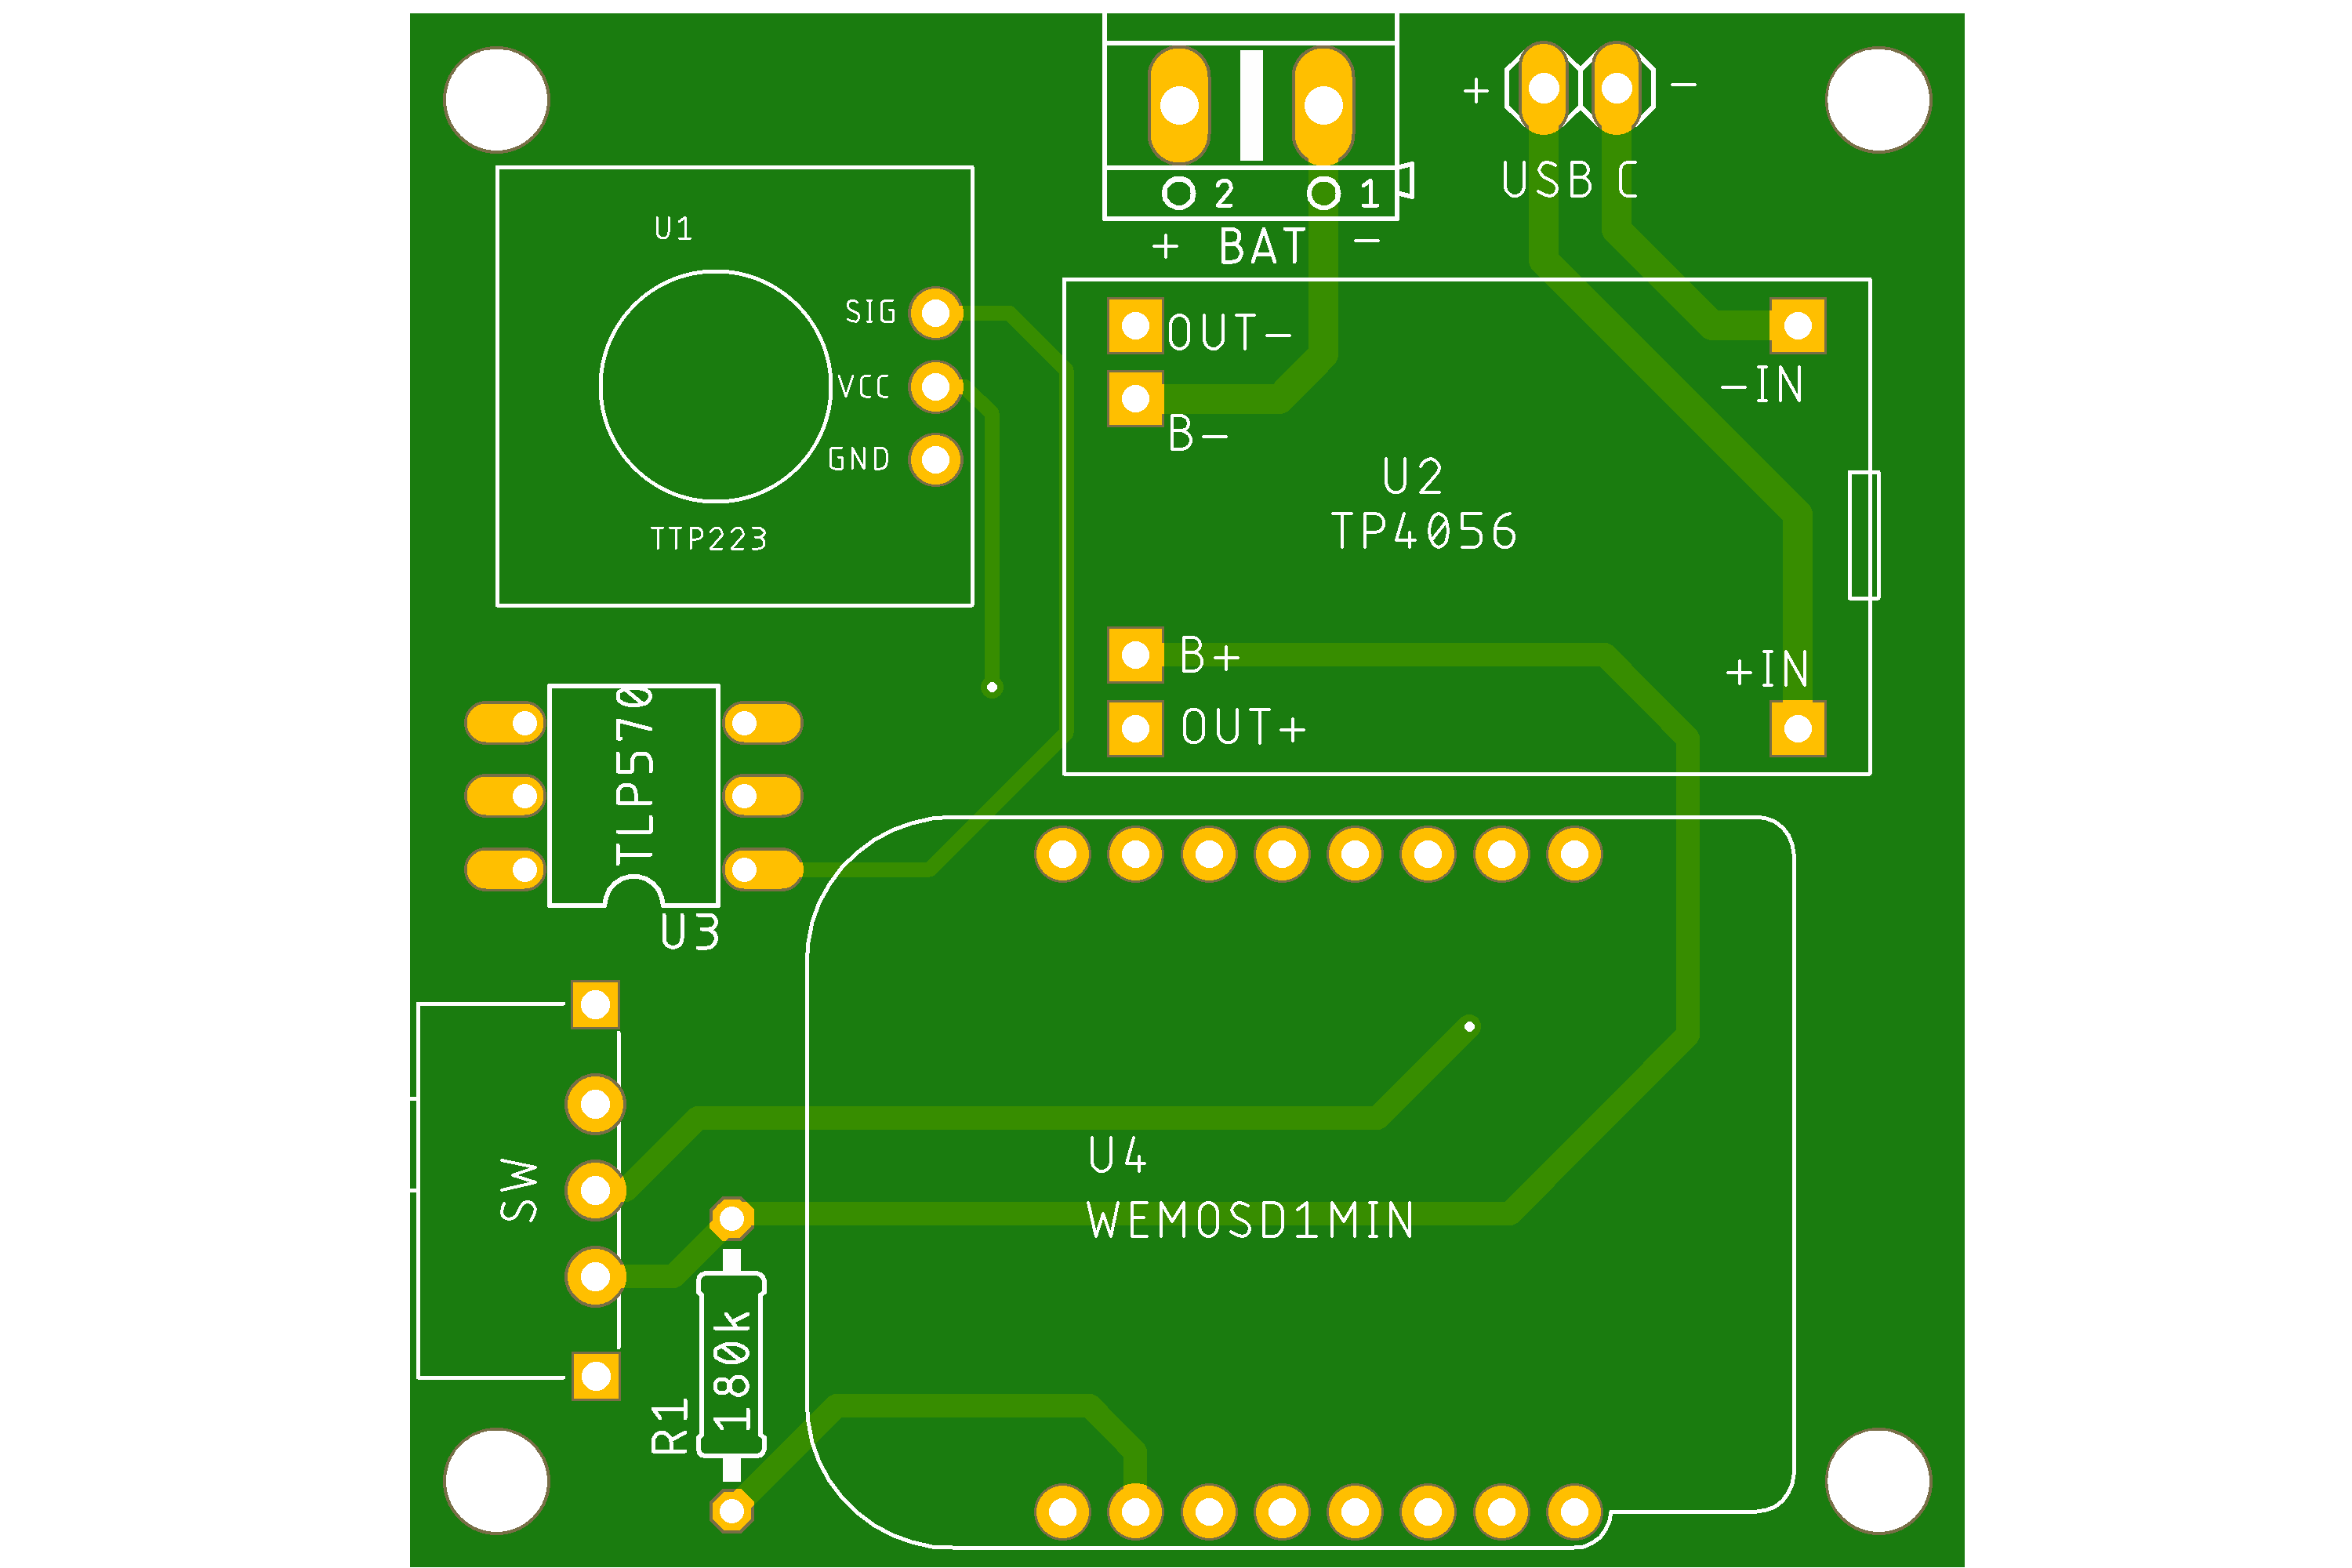 + -
USB C
2 1
+ BAT -
U1
SIG
VCC
GND
TTP223
OUT-
-IN
B-
U2
TP4056
B+
+IN
OUT+
TLP570
U3
SW
U4
WEMOSD1MIN
180k
R1